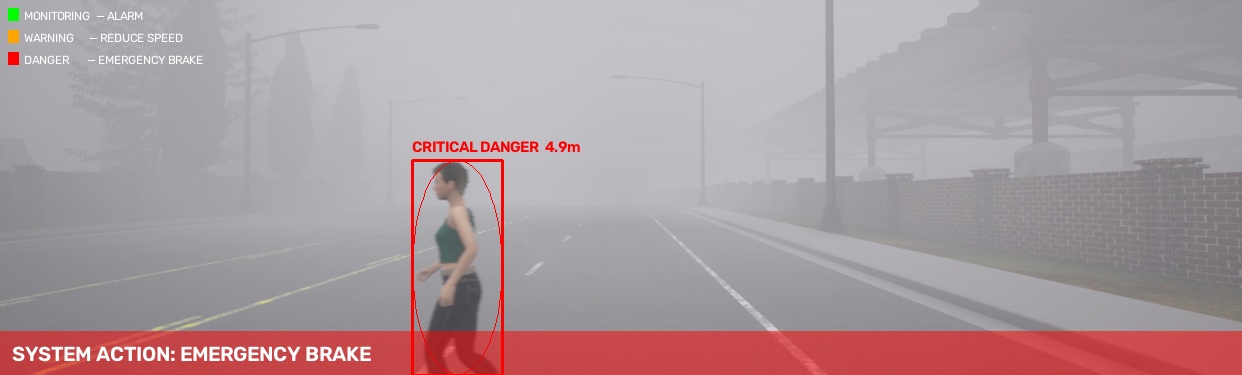 MONITORING – ALARM
WARNING – REDUCE SPEED
DANGER – EMERGENCY BRAKE
CRITICAL DANGER 4.9m
SYSTEM ACTION: EMERGENCY BRAKE